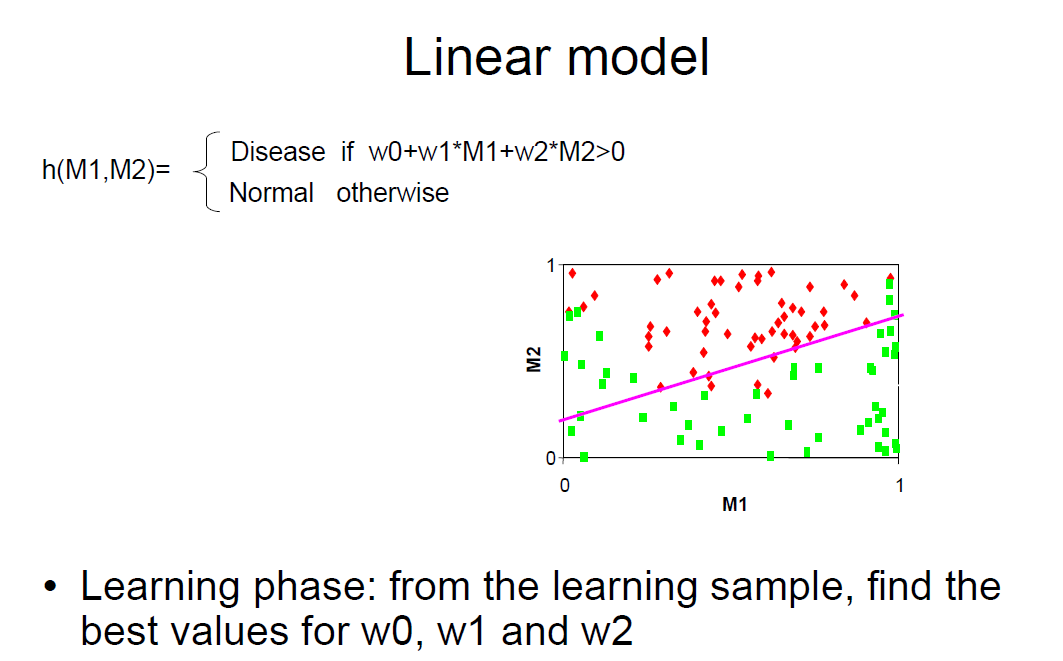 Linear model
h(M1,M2)=
Disease if w0+w1*M1+w2*M2>0
Normal otherwise
1
M2
0
0
1
M1
• Learning phase: from the learning sample, find the
best values for w0, w1 and w2